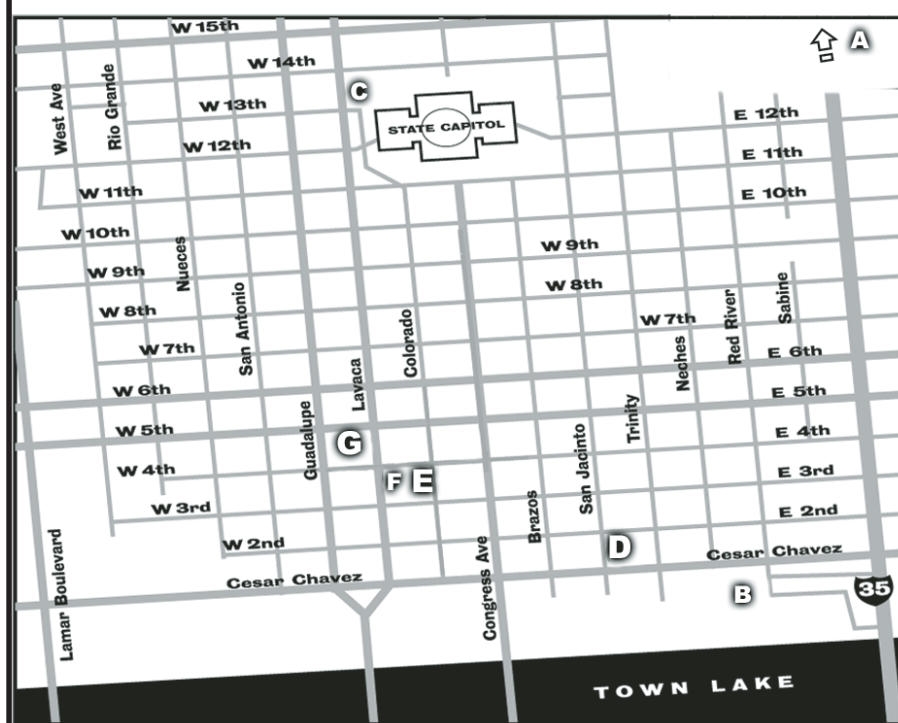 W 15th
A
W 14th
C
W 13th
STATE CAPITOL
E 12th
West Ave
Rio Grande
W 12th
E 11th
W 11th
E 10th
W 10th
W 9th
Nueces
W 9th
W 8th
W 8th
San Antonio
W 7th
Red River
Sabine
W 7th
Colorado
Neches
E 6th
W 6th
Lavaca
E 5th
W 5th
Guadalupe
G
Trinity
E 4th
W 4th
F
E
San Jacinto
E 3rd
W 3rd
Brazos
E 2nd
W 2nd
D
Cesar Chavez
Cesar Chavez
Lamar Boulevard
Congress Ave
B
35
TOWN LAKE